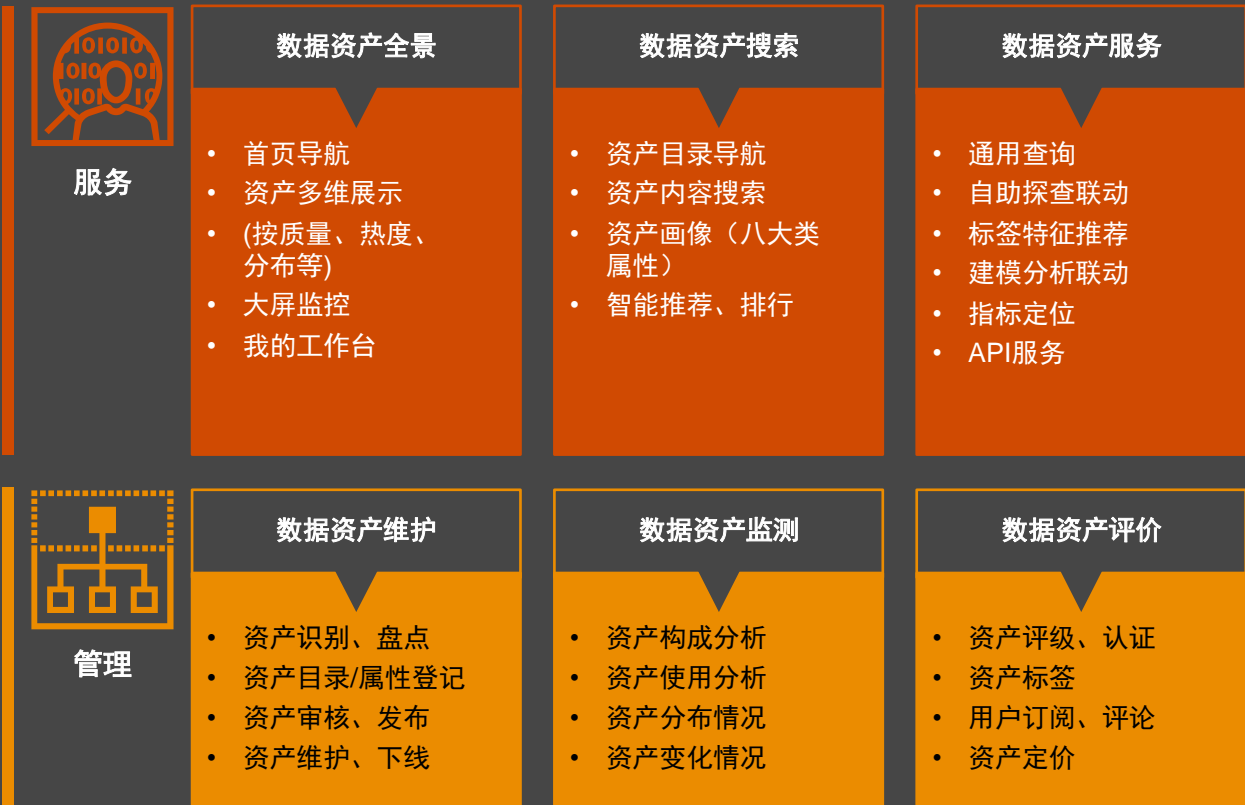 服务
数据资产全景
• 首页导航
• 资产多维展示
• (按质量、热度、
分布等)
• 大屏监控
• 我的工作台
数据资产搜索
• 资产目录导航
• 资产内容搜索
• 资产画像（八大类
属性）
• 智能推荐、排行
数据资产服务
• 通用查询
• 自助探查联动
• 标签特征推荐
• 建模分析联动
• 指标定位
• API服务
管理
数据资产维护
• 资产识别、盘点
• 资产目录/属性登记
• 资产审核、发布
• 资产维护、下线
数据资产监测
• 资产构成分析
• 资产使用分析
• 资产分布情况
• 资产变化情况
数据资产评价
• 资产评级、认证
• 资产标签
• 用户订阅、评论
• 资产定价